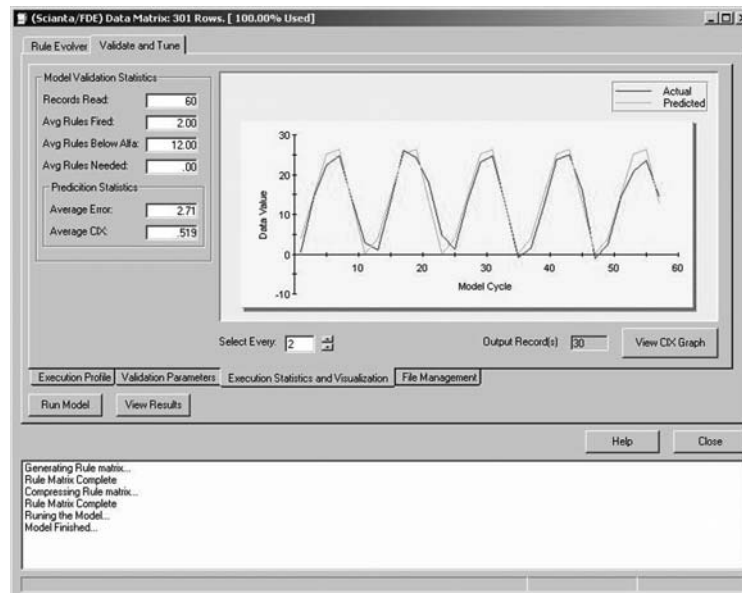 (Scianta/FDE) Data Matrix: 301 Rows. [ 100.00% Used]
Rule Evolver
Validate and Tune
Model Validation Statistics
Records Read: 60
Avg Rules Fired: 2.00
Avg Rules Below Alfa: 12.00
Avg Rules Needed: .00
Predicition Statistics
Average Error: 2.71
Average CIX: .519
Actual
Predicted
30
20
10
0
-10
Data Value
10 20 30 40 50 60
Model Cycle
Select Every: 2
Output Record(s) 30
View CIX Graph
Execution Profile
Validation Parameters
Execution Statistics and Visualization
File Management
Run Model
View Results
Help
Close
Generating Rule matrix...
Rule Matrix Complete
Compressing Rule matrix...
Rule Matrix Complete
Runing the Model...
Model Finished...